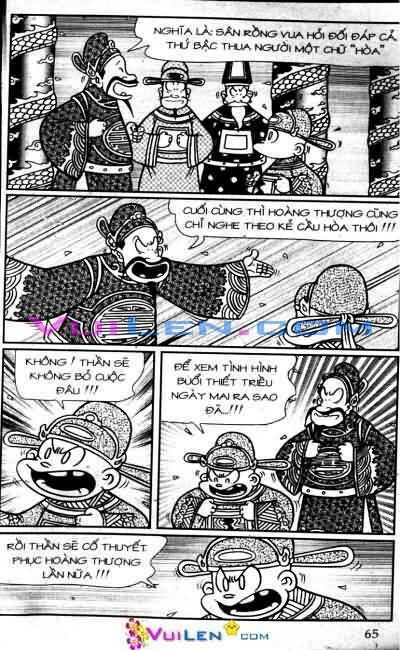 NGHĨA LÀ: SÂN RỒNG VUA HỎI ĐỐI ĐÁP CẢ
THỨ BẬC THUA NGƯỜI MỘT CHỮ "HÒA"
CUỐI CÙNG THÌ HOÀNG THƯỢNG CŨNG
CHỈ NGHE THEO KẺ CẦU HÒA THÔI !!!
VUILEN.COM
KHÔNG ! THẦN SẼ
KHÔNG BỎ CUỘC
ĐÂU !!!
ĐỂ XEM TÌNH HÌNH
BUỔI THIẾT TRIỀU
NGÀY MAI RA SAO
ĐÃ...!!!
RỒI THẦN SẼ CỐ THUYẾT
PHỤC HOÀNG THƯỢNG
LẦN NỮA !!!
65
VUILEN.COM